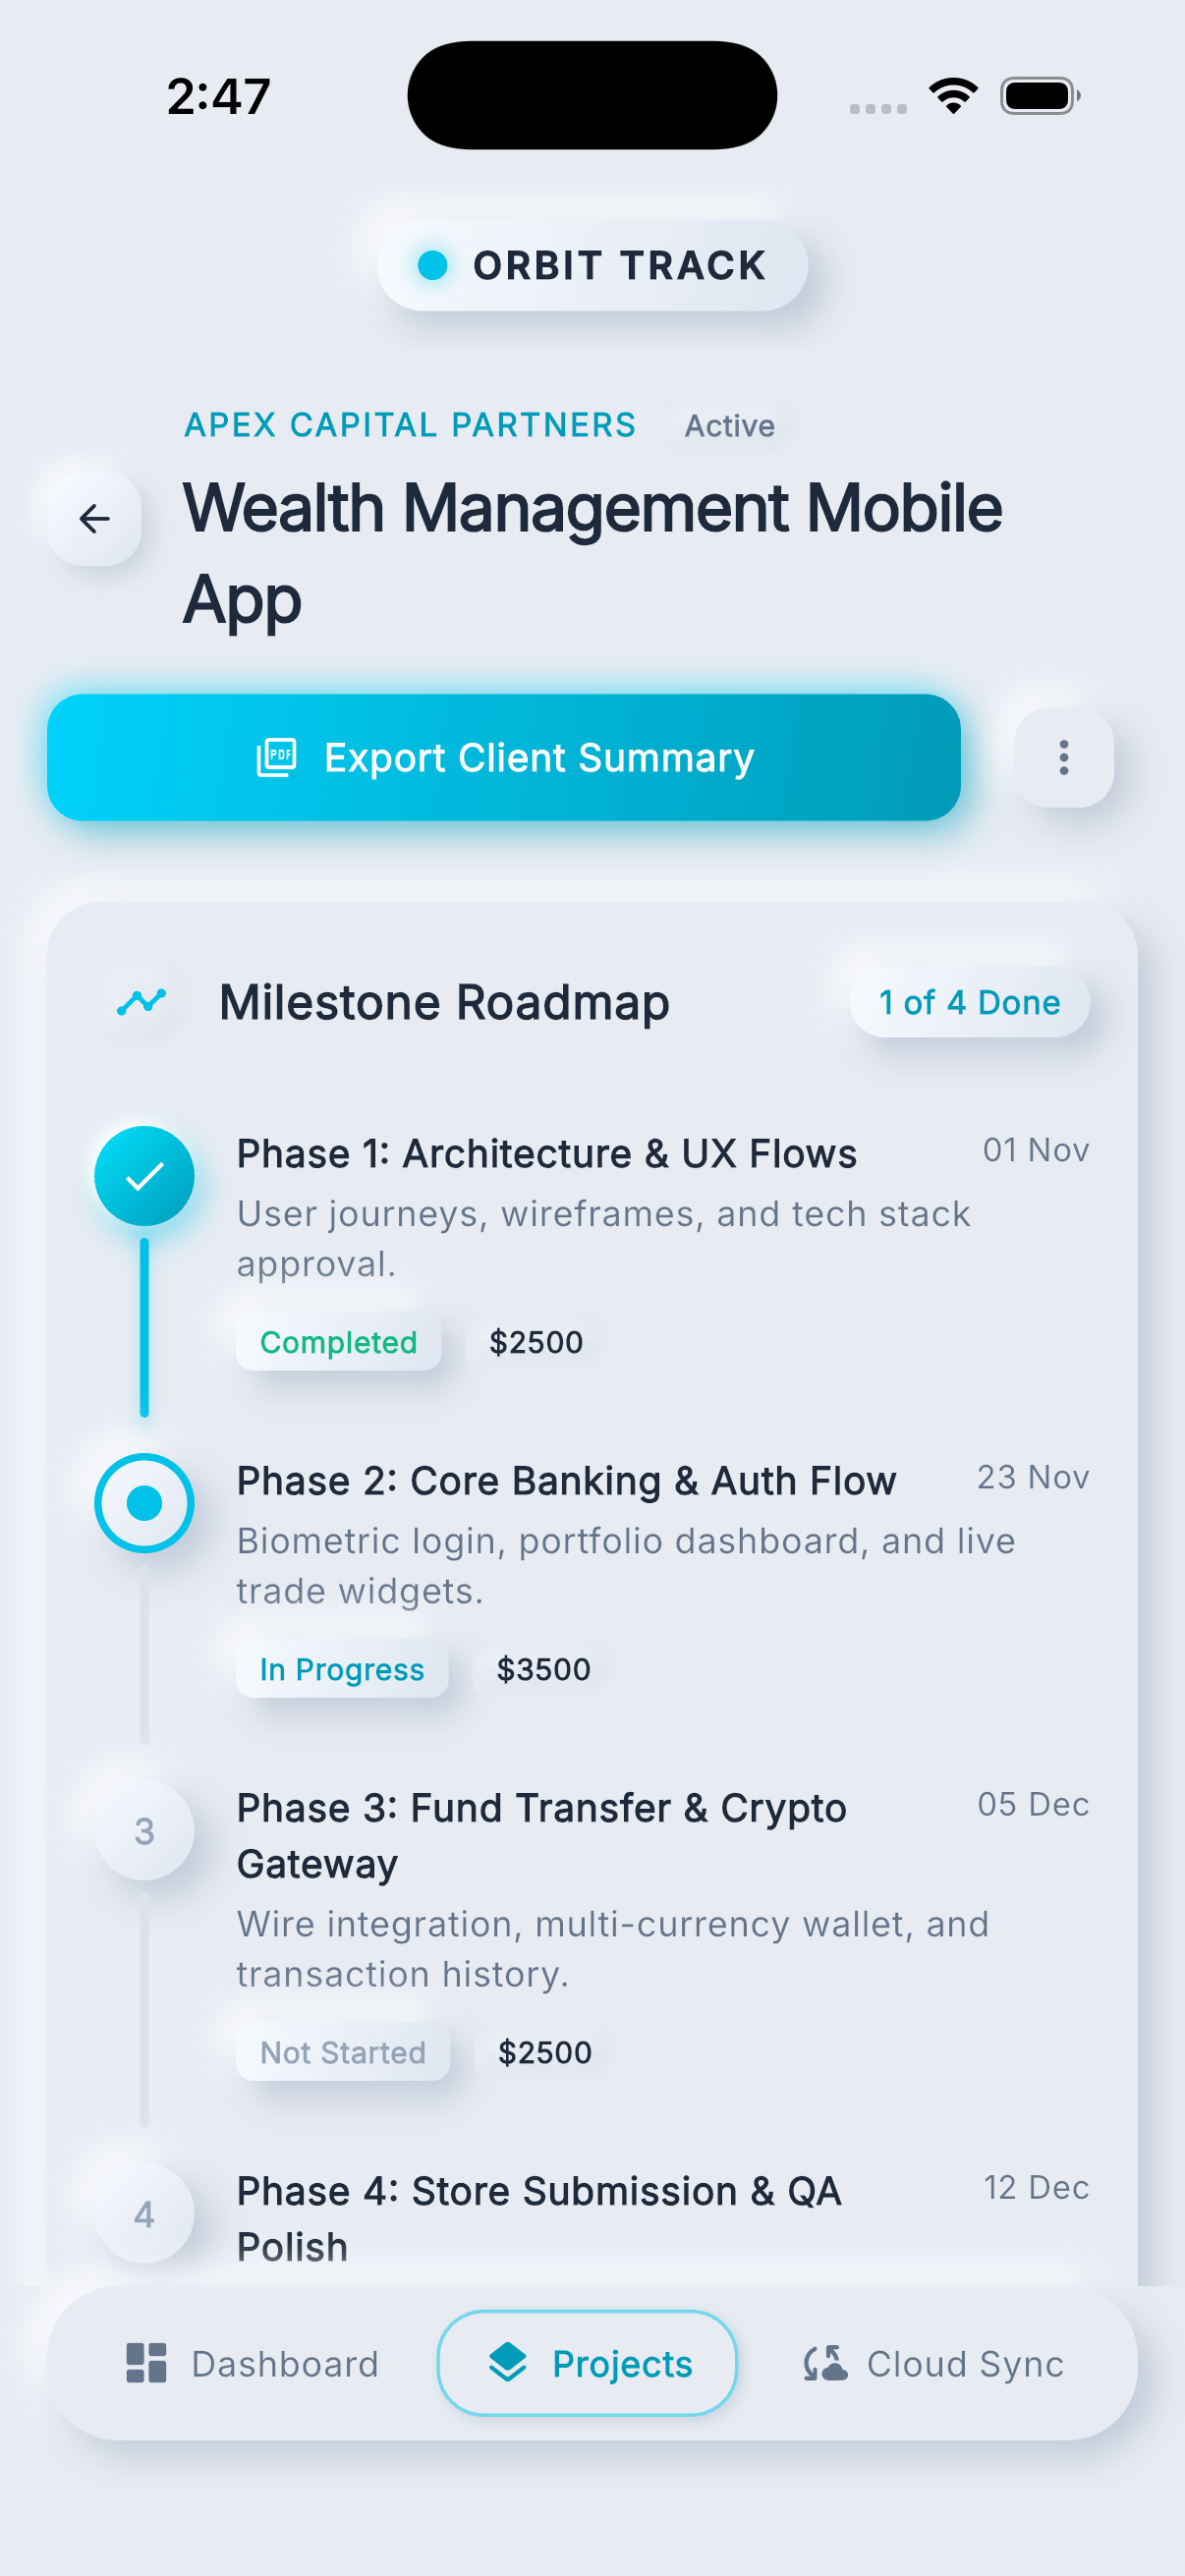 2:47
ORBIT TRACK
APEX CAPITAL PARTNERS Active
Wealth Management Mobile
App
PDF Export Client Summary
Milestone Roadmap 1 of 4 Done
Phase 1: Architecture & UX Flows 01 Nov
User journeys, wireframes, and tech stack
approval.
Completed $2500
Phase 2: Core Banking & Auth Flow 23 Nov
Biometric login, portfolio dashboard, and live
trade widgets.
In Progress $3500
3 Phase 3: Fund Transfer & Crypto 05 Dec
Gateway
Wire integration, multi-currency wallet, and
transaction history.
Not Started $2500
4 Phase 4: Store Submission & QA 12 Dec
Polish
Dashboard Projects Cloud Sync